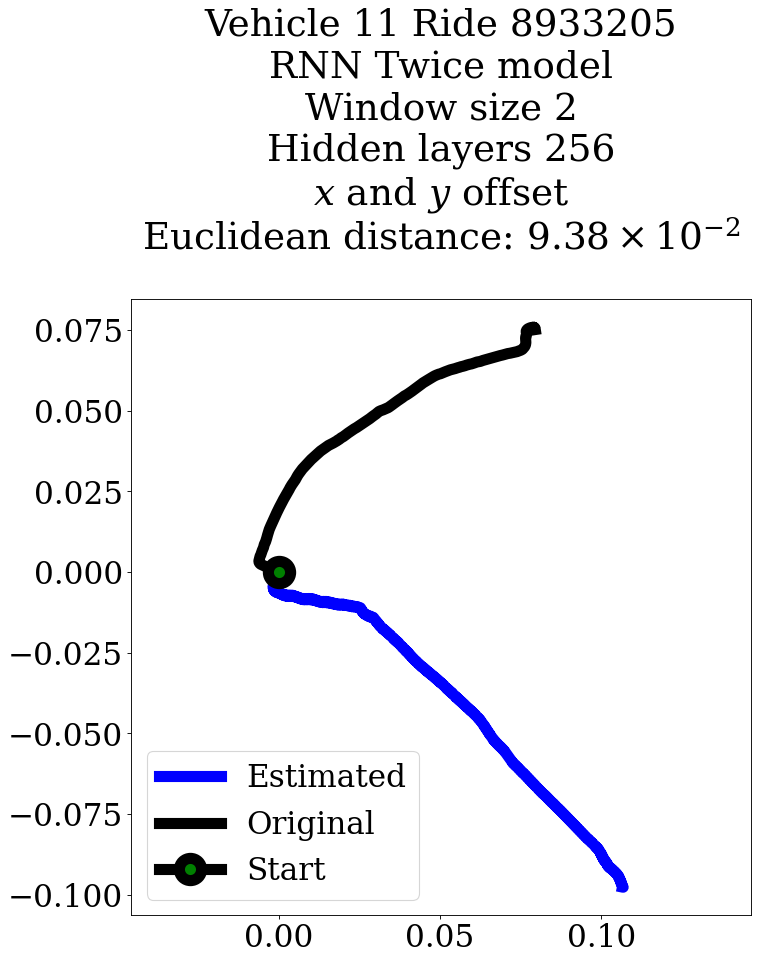 Vehicle 11 Ride 8933205
RNN Twice model
Window size 2
Hidden layers 256
x and y offset
Euclidean distance: 9.38 × 10⁻²
0.075
0.050
0.025
0.000
−0.025
−0.050
−0.075
−0.100
Estimated
Original
Start
0.00 0.05 0.10